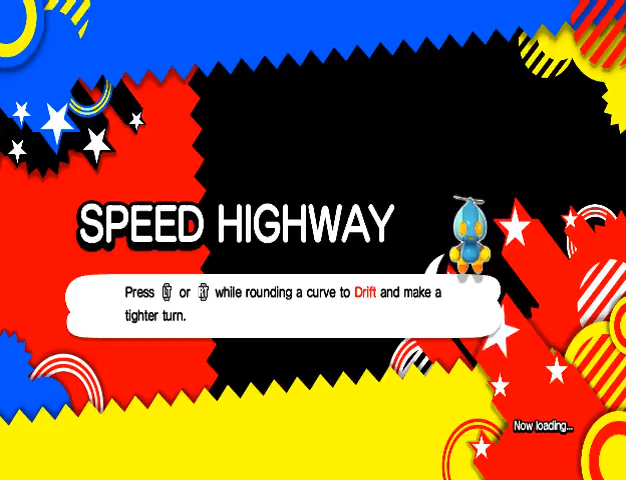 SPEED HIGHWAY
Press or while rounding a curve to Drift and make a
tighter turn.
Now loading...